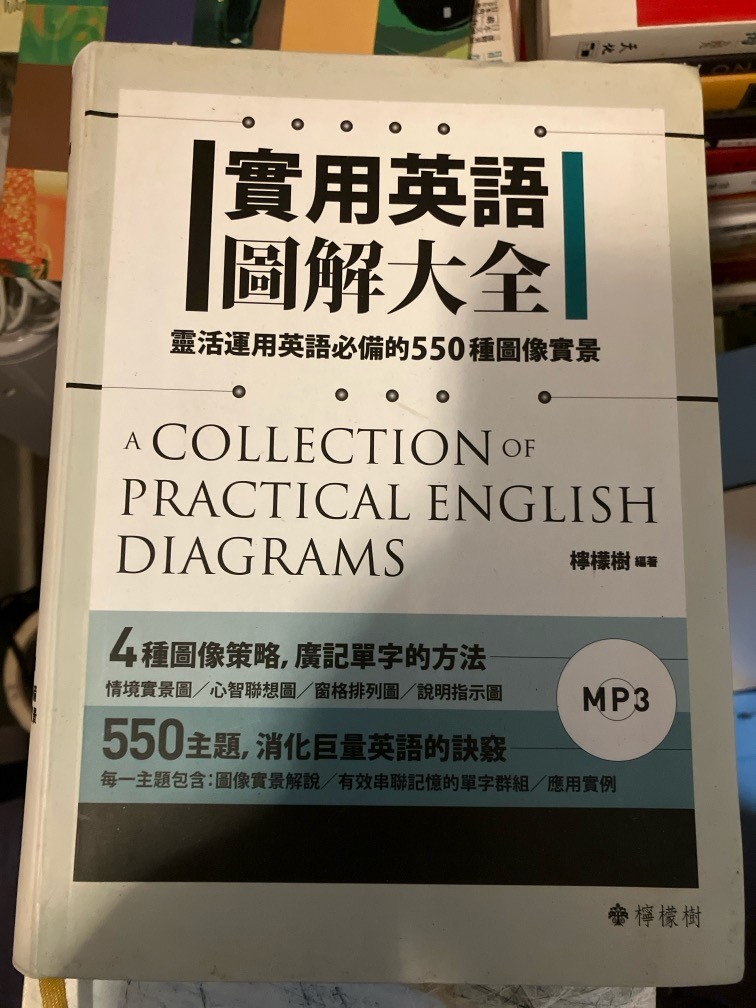 天化
實用英語
圖解大全
靈活運用英語必備的550種圖像實景
A COLLECTION OF
PRACTICAL ENGLISH
DIAGRAMS
檸檬樹 編著
4種圖像策略,廣記單字的方法
情境實景圖／心智聯想圖／窗格排列圖／說明指示圖
MP3
550主題,消化巨量英語的訣竅
每一主題包含:圖像實景解說／有效串聯記憶的單字群組／應用實例
檸檬樹